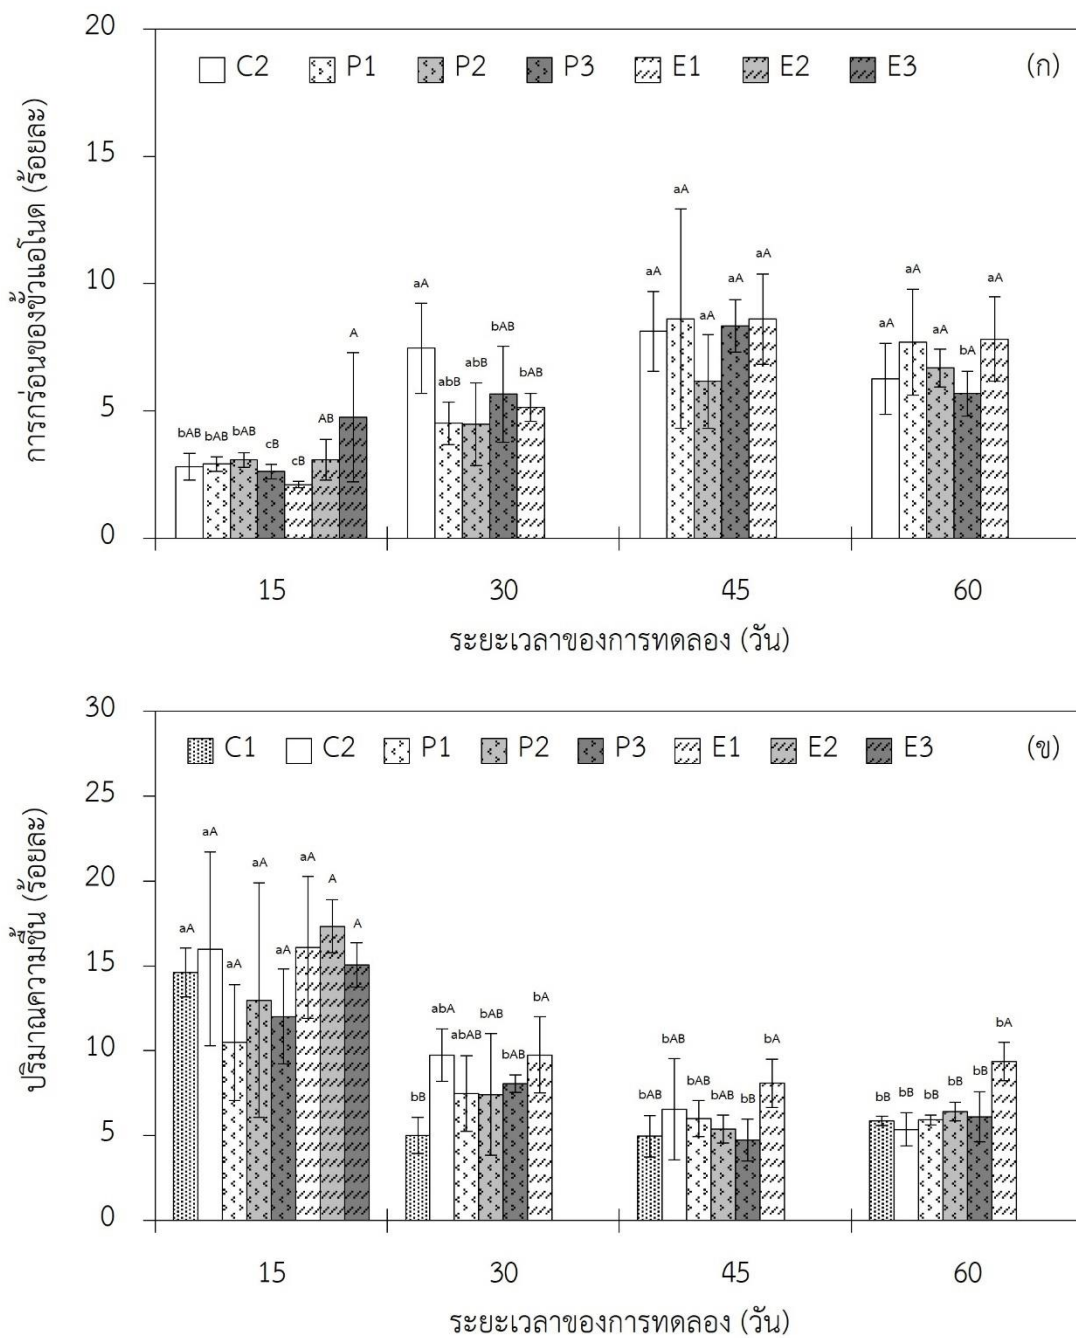 20
C2 P1 P2 P3 E1 E2 E3 (ก)
การกร่อนของขั้วแอโนด (ร้อยละ)
15
10
5
0
bAB bAB bAB cB cB AB A
aA abB abB bAB bAB
aA aA aA aA aA
aA aA aA bA aA
15 30 45 60
ระยะเวลาของการทดลอง (วัน)
30
C1 C2 P1 P2 P3 E1 E2 E3 (ข)
ปริมาณความชื้น (ร้อยละ)
25
20
15
10
5
0
aA aA aA aA aA aA A A
bB abA abAB bAB bAB bA
bAB bAB bAB bAB bB bA
bB bB bB bB bB bA
15 30 45 60
ระยะเวลาของการทดลอง (วัน)